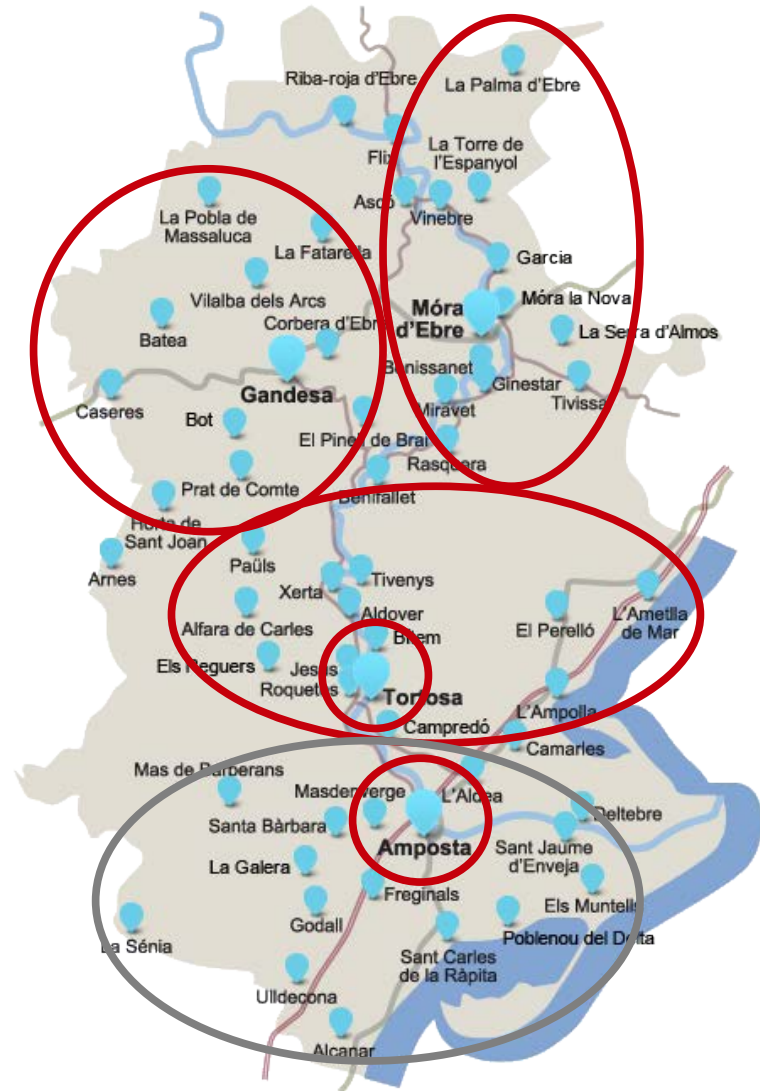 Riba-roja d'Ebre
La Palma d'Ebre
Flix
La Torre de
l'Espanyol
Ascó
Vinebre
La Pobla de
Massaluca
La Fatarella
Garcia
Vilalba dels Arcs
Móra la Nova
Móra
d'Ebre
Batea
Corbera d'Ebre
La Serra d'Almos
Benissanet
Ginestar
Gandesa
Caseres
Tivissa
Miravet
Bot
El Pinell de Brai
Rasquera
Prat de Comte
Benifallet
Horta de
Sant Joan
Arnes
Paüls
Tivenys
Xerta
L'Ametlla
de Mar
Aldover
Alfara de Carles
El Perelló
Bítem
Els Reguers
Jesús
Roquetes
Tortosa
L'Ampolla
Campredó
Camarles
Mas de Barberans
Masdenverge
L'Aldea
Deltebre
Santa Bàrbara
Amposta
Sant Jaume
d'Enveja
La Galera
Freginals
Els Muntells
Godall
La Sénia
Poblenou del Delta
Sant Carles
de la Ràpita
Ulldecona
Alcanar